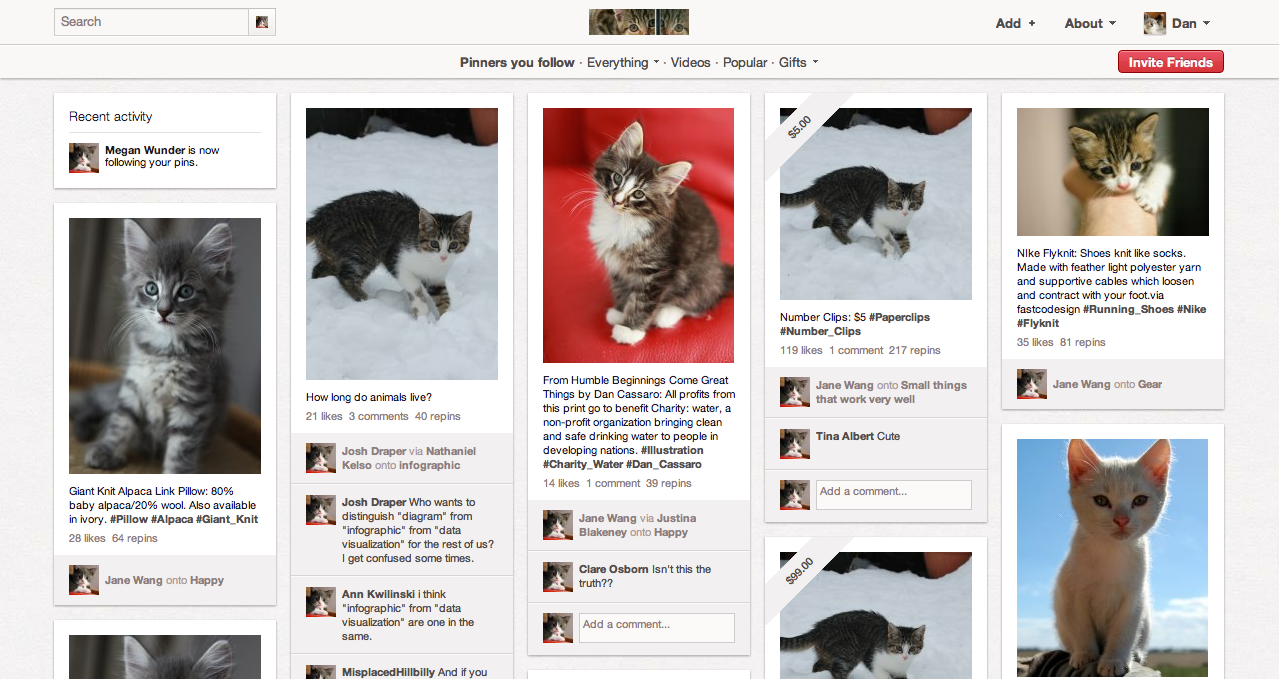 Search
Add +
About
Dan
Pinners you follow · Everything · Videos · Popular · Gifts
Invite Friends
Recent activity
Megan Wunder is now
following your pins.
Giant Knit Alpaca Link Pillow: 80%
baby alpaca/20% wool. Also available
in ivory. #Pillow #Alpaca #Giant_Knit
28 likes 64 repins
Jane Wang onto Happy
How long do animals live?
21 likes 3 comments 40 repins
Josh Draper via Nathaniel
Kelso onto infographic
Josh Draper Who wants to
distinguish "diagram" from
"infographic" from "data
visualization" for the rest of us?
I get confused some times.
Ann Kwilinski i think
"infographic" from "data
visualization" are one in the
same.
MisplacedHillbilly And if you
From Humble Beginnings Come Great
Things by Dan Cassaro: All profits from
this print go to benefit Charity: water, a
non-profit organization bringing clean
and safe drinking water to people in
developing nations. #Illustration
#Charity_Water #Dan_Cassaro
14 likes 1 comment 39 repins
Jane Wang via Justina
Blakeney onto Happy
Clare Osborn Isn't this the
truth??
Add a comment...
$5.00
Number Clips: $5 #Paperclips
#Number_Clips
119 likes 1 comment 217 repins
Jane Wang onto Small things
that work very well
Tina Albert Cute
Add a comment...
$99.00
NIke Flyknit: Shoes knit like socks.
Made with feather light polyester yarn
and supportive cables which loosen
and contract with your foot.via
fastcodesign #Running_Shoes #Nike
#Flyknit
35 likes 81 repins
Jane Wang onto Gear